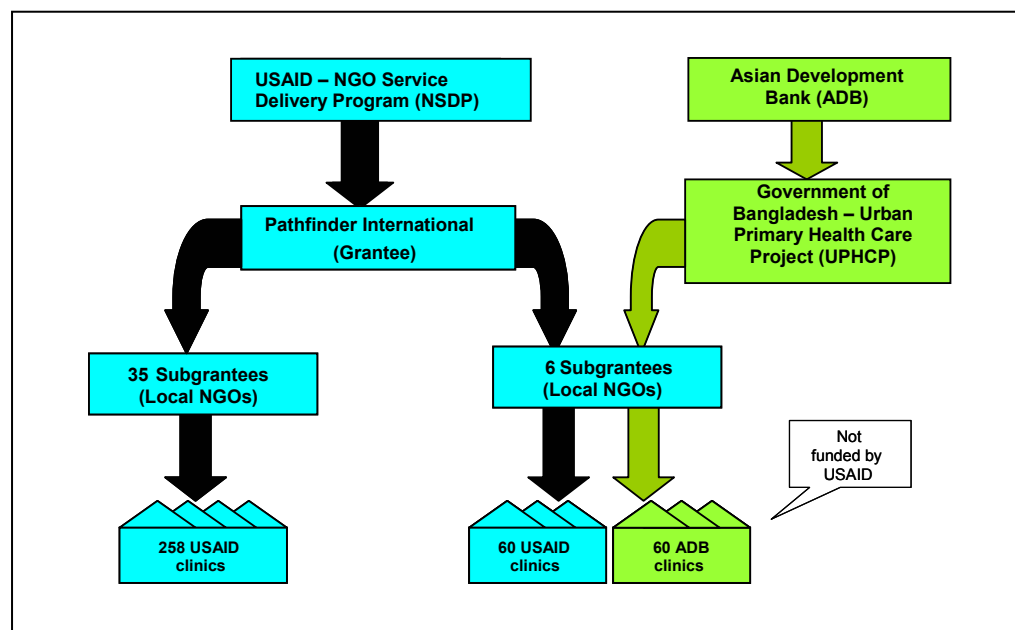 USAID – NGO Service
Delivery Program (NSDP)
Asian Development
Bank (ADB)
Pathfinder International
(Grantee)
Government of
Bangladesh – Urban
Primary Health Care
Project (UPHCP)
35 Subgrantees
(Local NGOs)
6 Subgrantees
(Local NGOs)
Not
funded by
USAID
258 USAID
clinics
60 USAID
clinics
60 ADB
clinics